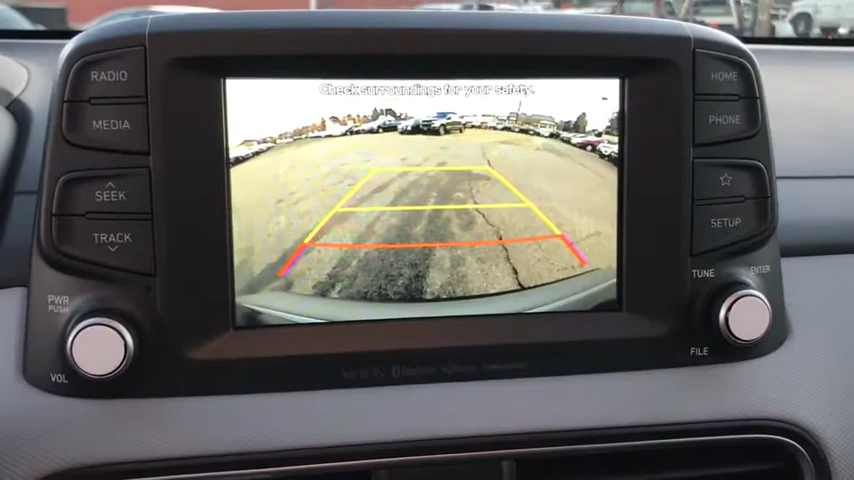 Check surroundings for your safety.
RADIO
MEDIA
SEEK
TRACK
PWR
PUSH
VOL
HOME
PHONE
SETUP
TUNE
ENTER
FILE